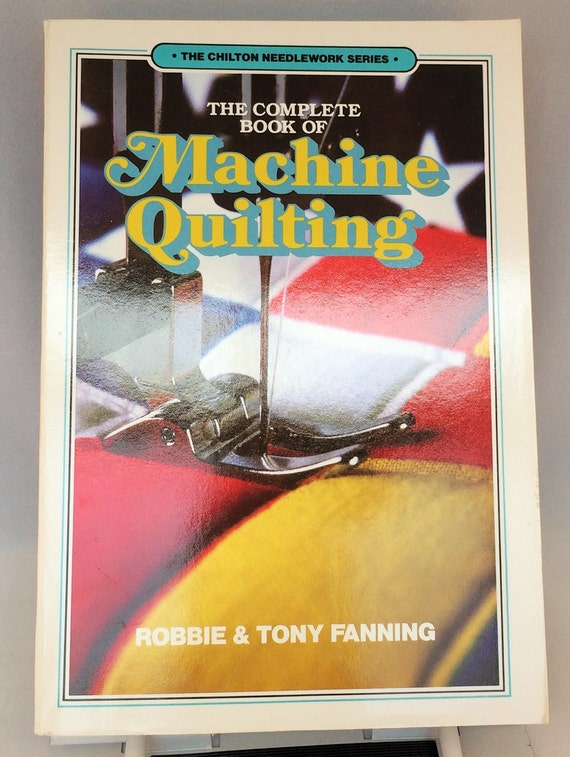 • THE CHILTON NEEDLEWORK SERIES •
THE COMPLETE
BOOK OF
Machine
Quilting
ROBBIE & TONY FANNING